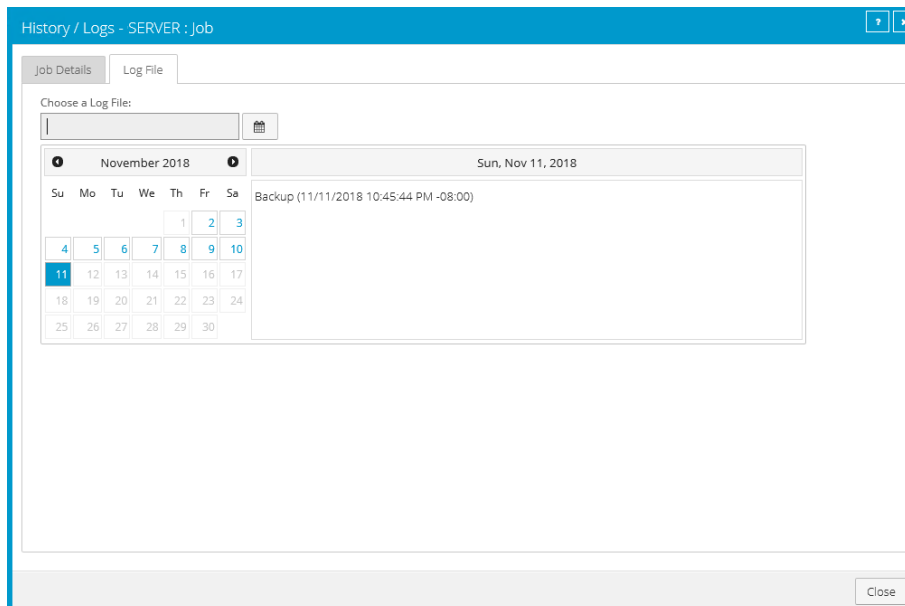 History / Logs - SERVER : Job ?
Job Details Log File
Choose a Log File:
November 2018 Sun, Nov 11, 2018
Su Mo Tu We Th Fr Sa Backup (11/11/2018 10:45:44 PM -08:00)
1 2 3
4 5 6 7 8 9 10
11 12 13 14 15 16 17
18 19 20 21 22 23 24
25 26 27 28 29 30
Close